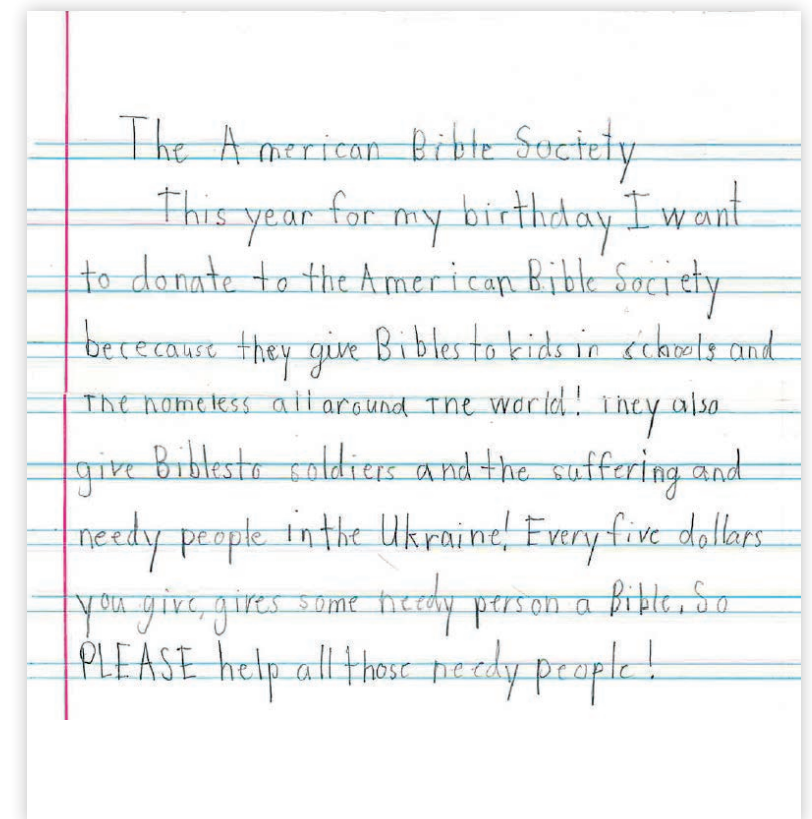 The American Bible Society
This year for my birthday I want
to donate to the American Bible Society
bececause they give Bibles to kids in schools and
The homeless all around The world! They also
give Bibles to soldiers and the suffering and
needy people in the Ukraine! Every five dollars
you give, gives some needy person a Bible. So
PLEASE help all those needy people!